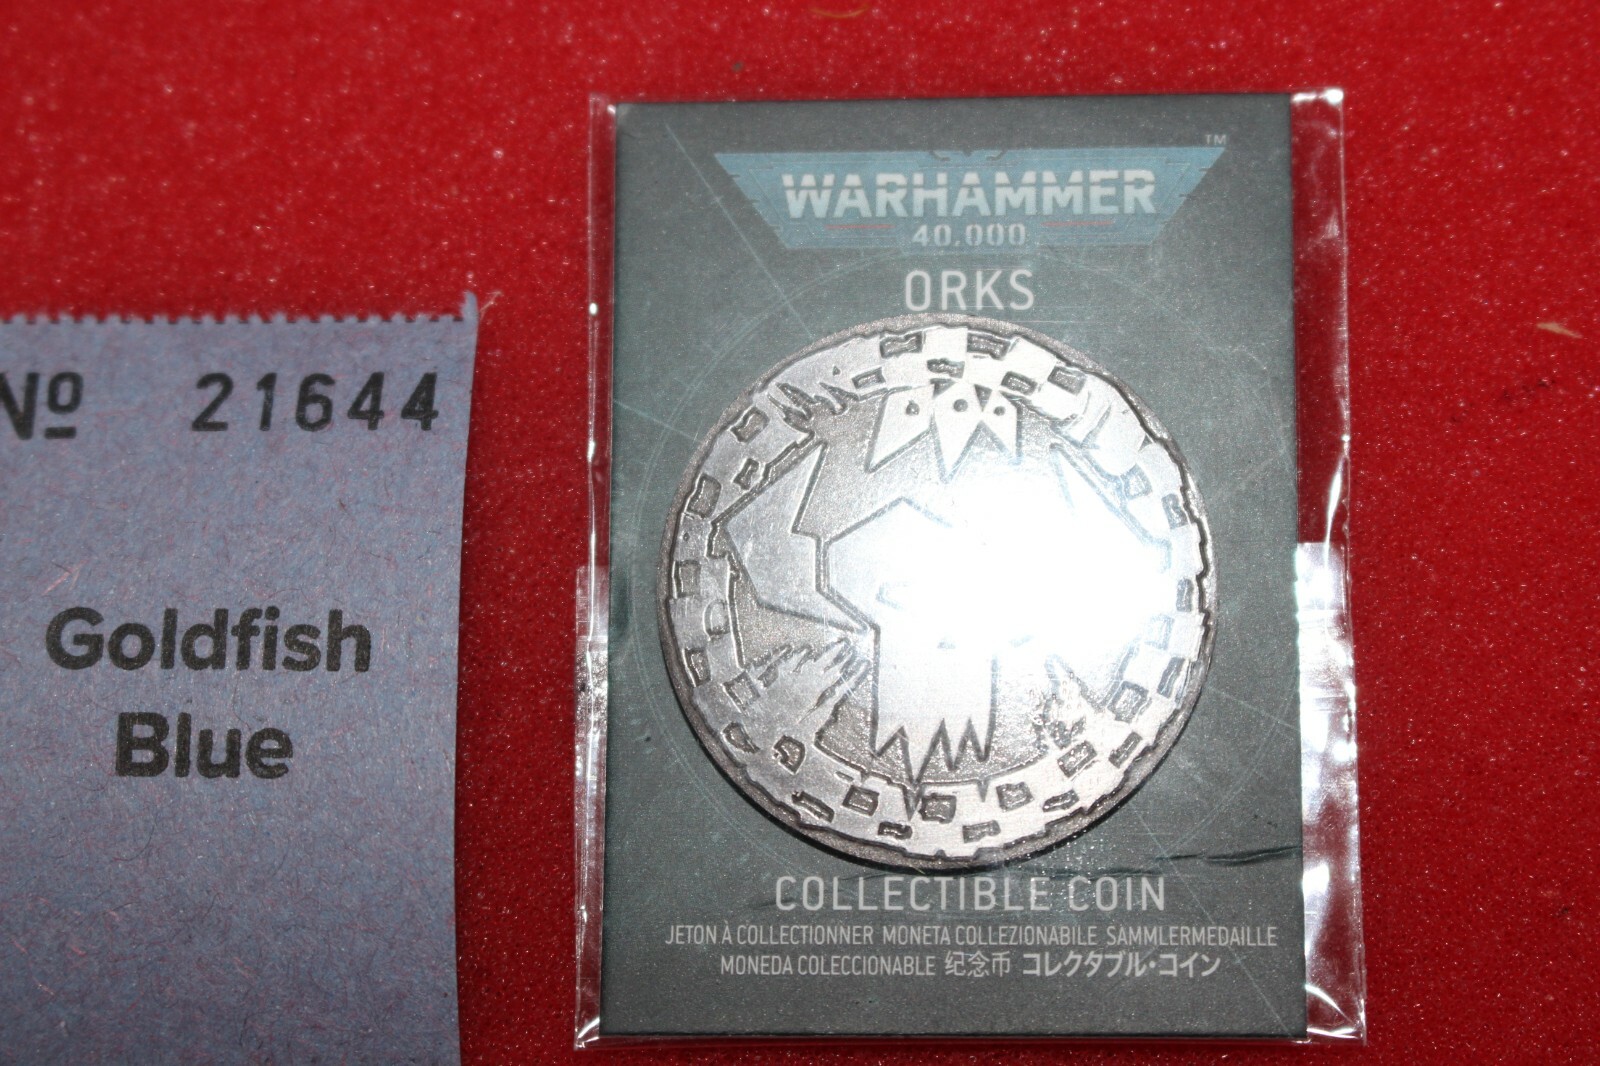 Nº 21644
Goldfish
Blue
WARHAMMER™
40,000
ORKS
COLLECTIBLE COIN
JETON À COLLECTIONNER MONETA COLLEZIONABILE SAMMLERMEDAILLE
MONEDA COLECCIONABLE 纪念币 コレクタブル・コイン